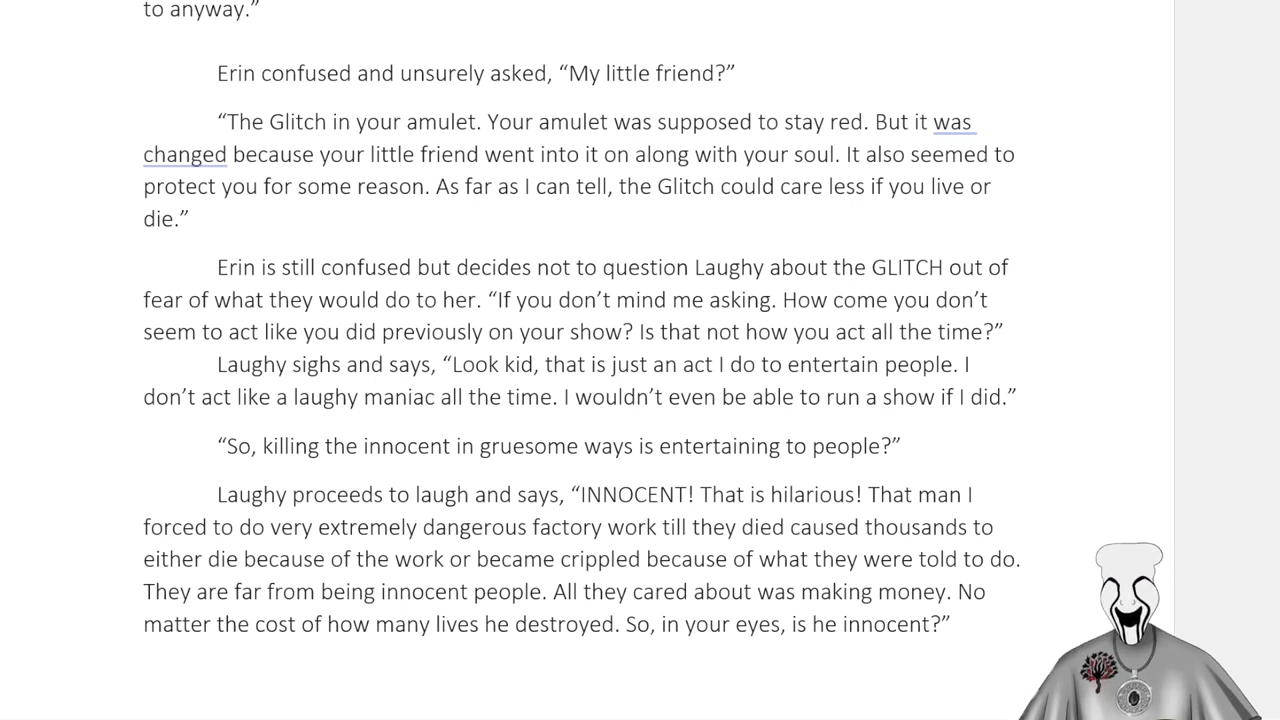 to anyway.”
Erin confused and unsurely asked, “My little friend?”
“The Glitch in your amulet. Your amulet was supposed to stay red. But it was
changed because your little friend went into it on along with your soul. It also seemed to
protect you for some reason. As far as I can tell, the Glitch could care less if you live or
die.”
Erin is still confused but decides not to question Laughy about the GLITCH out of
fear of what they would do to her. “If you don’t mind me asking. How come you don’t
seem to act like you did previously on your show? Is that not how you act all the time?”
Laughy sighs and says, “Look kid, that is just an act I do to entertain people. I
don’t act like a laughy maniac all the time. I wouldn’t even be able to run a show if I did.”
“So, killing the innocent in gruesome ways is entertaining to people?”
Laughy proceeds to laugh and says, “INNOCENT! That is hilarious! That man I
forced to do very extremely dangerous factory work till they died caused thousands to
either die because of the work or became crippled because of what they were told to do.
They are far from being innocent people. All they cared about was making money. No
matter the cost of how many lives he destroyed. So, in your eyes, is he innocent?”